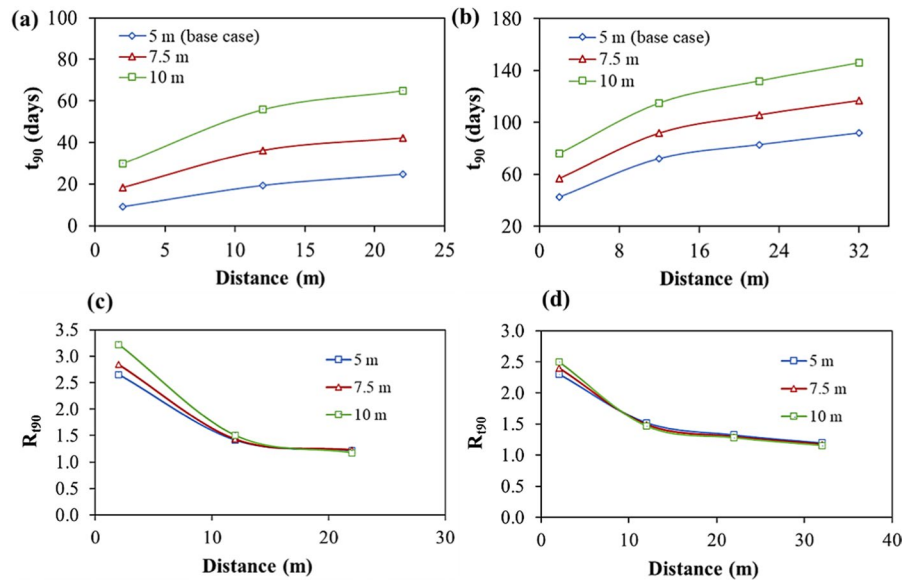 (a)
100
80
60
40
20
0
t90 (days)
5 m (base case)
7.5 m
10 m
0 5 10 15 20 25
Distance (m)
(b)
180
140
100
60
20
t90 (days)
5 m (base case)
7.5 m
10 m
0 8 16 24 32
Distance (m)
(c)
3.5
3.0
2.5
2.0
1.5
1.0
0.5
0.0
Rt90
5 m
7.5 m
10 m
0 10 20 30
Distance (m)
(d)
3.0
2.5
2.0
1.5
1.0
0.5
0.0
Rt90
5 m
7.5 m
10 m
0 10 20 30 40
Distance (m)